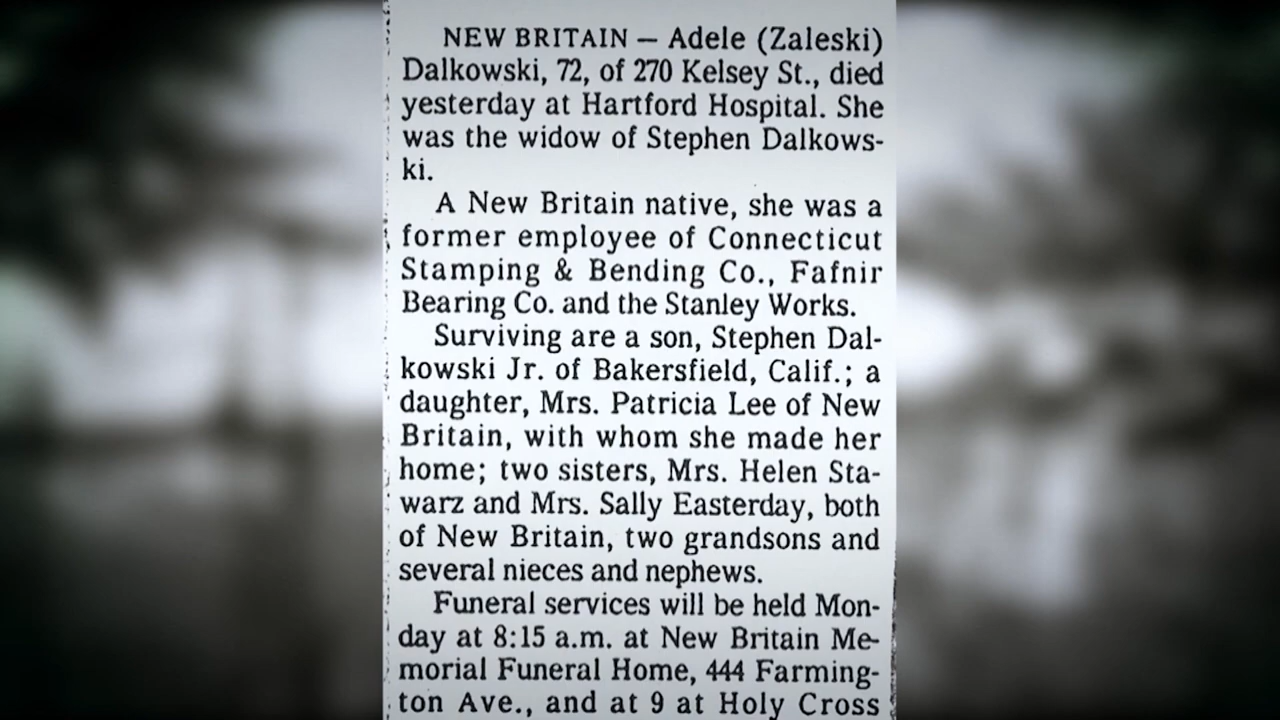 NEW BRITAIN — Adele (Zaleski)
Dalkowski, 72, of 270 Kelsey St., died
yesterday at Hartford Hospital. She
was the widow of Stephen Dalkows-
ki.
A New Britain native, she was a
former employee of Connecticut
Stamping & Bending Co., Fafnir
Bearing Co. and the Stanley Works.
Surviving are a son, Stephen Dal-
kowski Jr. of Bakersfield, Calif.; a
daughter, Mrs. Patricia Lee of New
Britain, with whom she made her
home; two sisters, Mrs. Helen Sta-
warz and Mrs. Sally Easterday, both
of New Britain, two grandsons and
several nieces and nephews.
Funeral services will be held Mon-
day at 8:15 a.m. at New Britain Me-
morial Funeral Home, 444 Farming-
ton Ave., and at 9 at Holy Cross